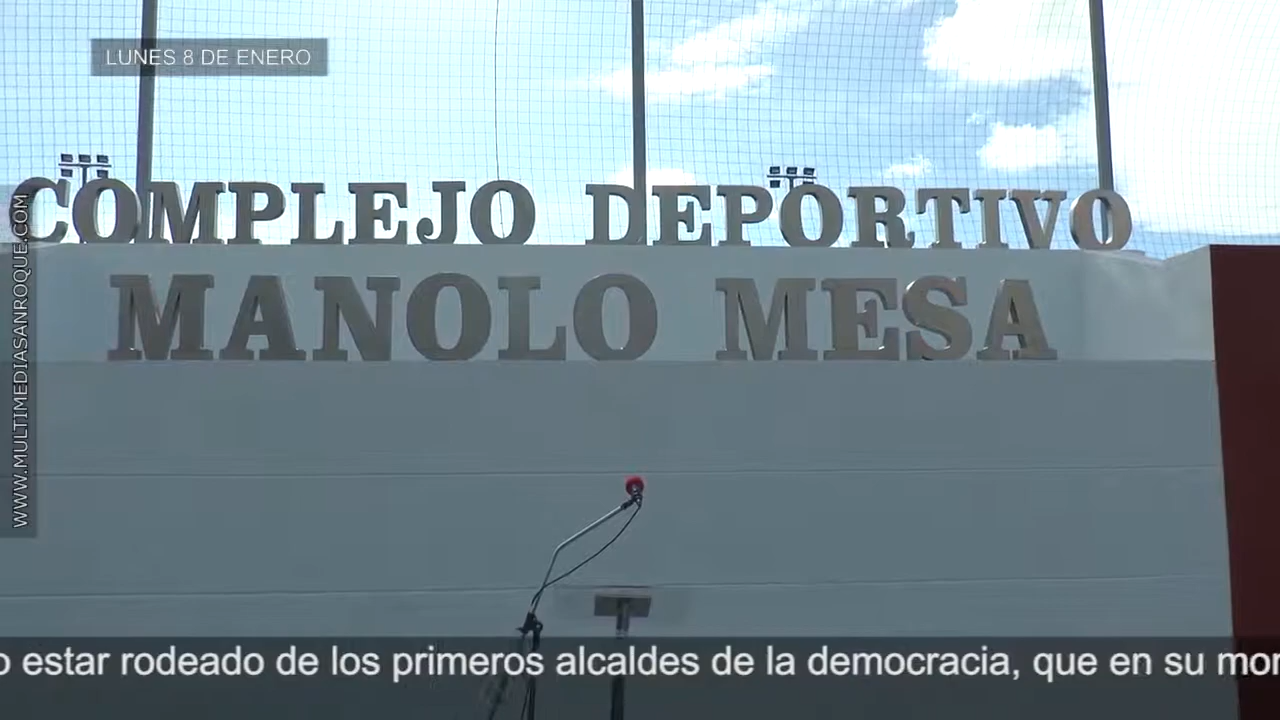 LUNES 8 DE ENERO
COMPLEJO DEPORTIVO
MANOLO MESA
WWW.MULTIMEDIASANROQUE.COM
o estar rodeado de los primeros alcaldes de la democracia, que en su mor